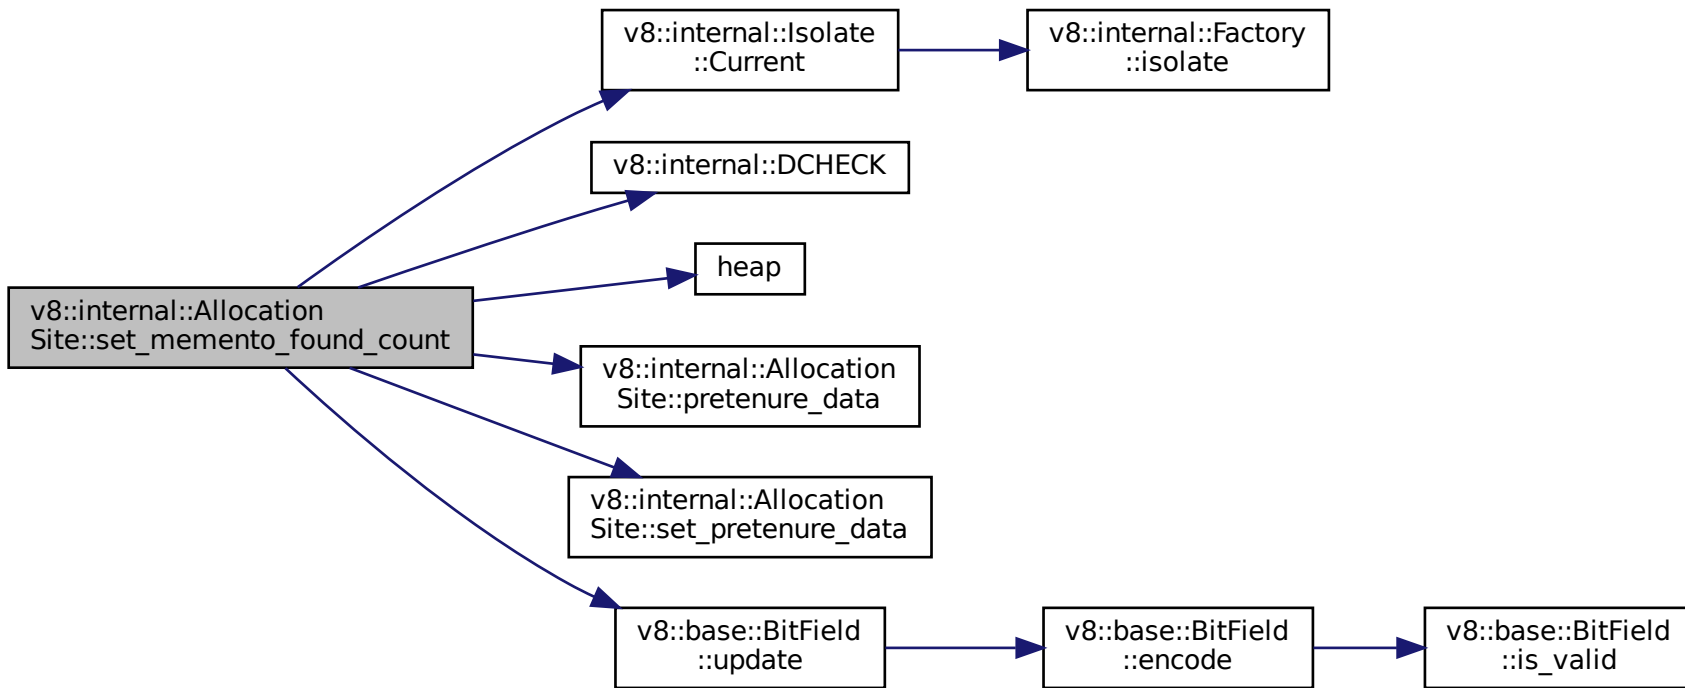 v8::internal::Isolate
::Current
v8::internal::Factory
::isolate
v8::internal::DCHECK
heap
v8::internal::Allocation
Site::set_memento_found_count
v8::internal::Allocation
Site::pretenure_data
v8::internal::Allocation
Site::set_pretenure_data
v8::base::BitField
::update
v8::base::BitField
::encode
v8::base::BitField
::is_valid